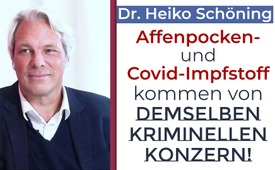 Dr. Heiko Schöning
Affenpocken-
und
Covid-Impfstoff
kommen von
DEMSELBEN
KRIMINELLEN
KONZERN!